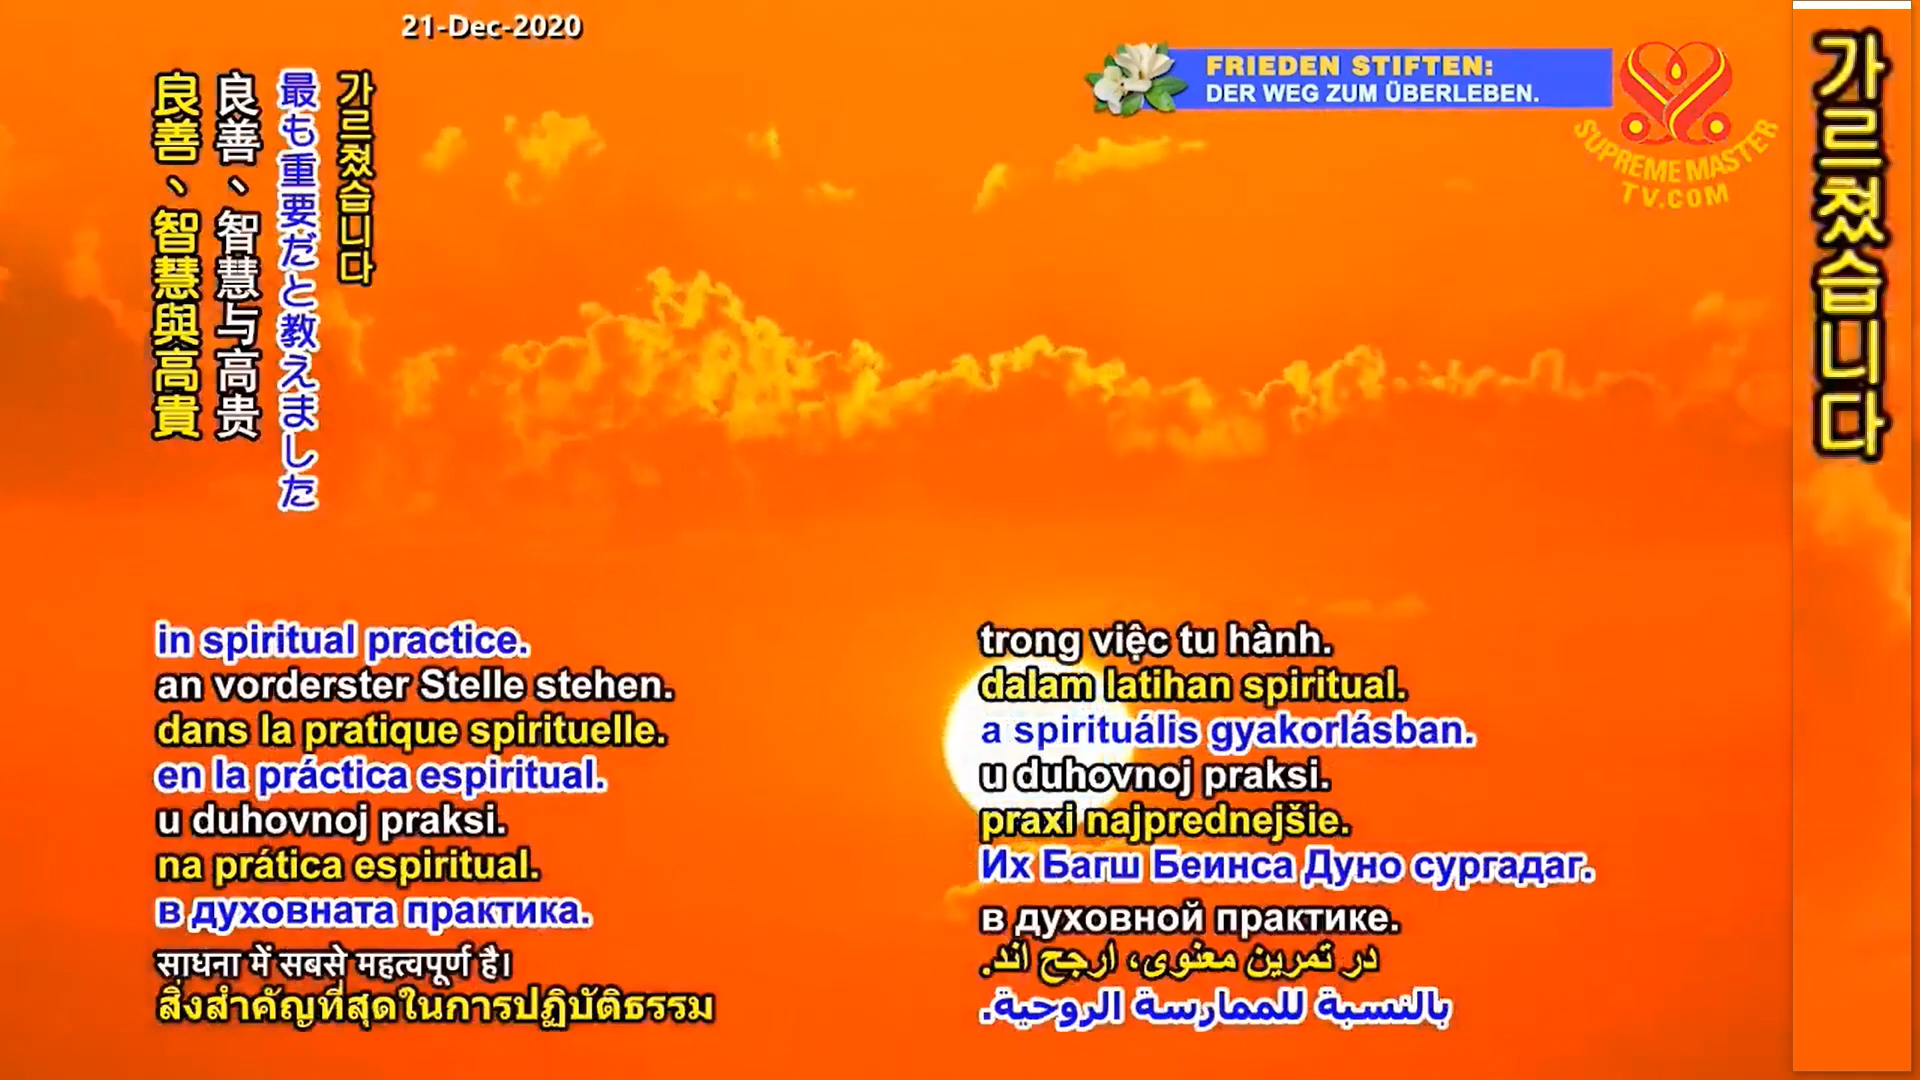 21-Dec-2020
FRIEDEN STIFTEN:
DER WEG ZUM ÜBERLEBEN.
SUPREME MASTER
TV.COM
가르쳤습니다
가르쳤습니다
最も重要だと教えました
良善、智慧与高贵
良善、智慧與高貴
in spiritual practice.
an vorderster Stelle stehen.
dans la pratique spirituelle.
en la práctica espiritual.
u duhovnoj praksi.
na prática espiritual.
в духовната практика.
साधना में सबसे महत्वपूर्ण है।
สิ่งสำคัญที่สุดในการปฏิบัติธรรม
trong việc tu hành.
dalam latihan spiritual.
a spirituális gyakorlásban.
u duhovnoj praksi.
praxi najprednejšie.
Их Багш Беинса Дуно сургадаг.
в духовной практике.
در تمرین معنوی، ارجح اند.
بالنسبة للممارسة الروحية.